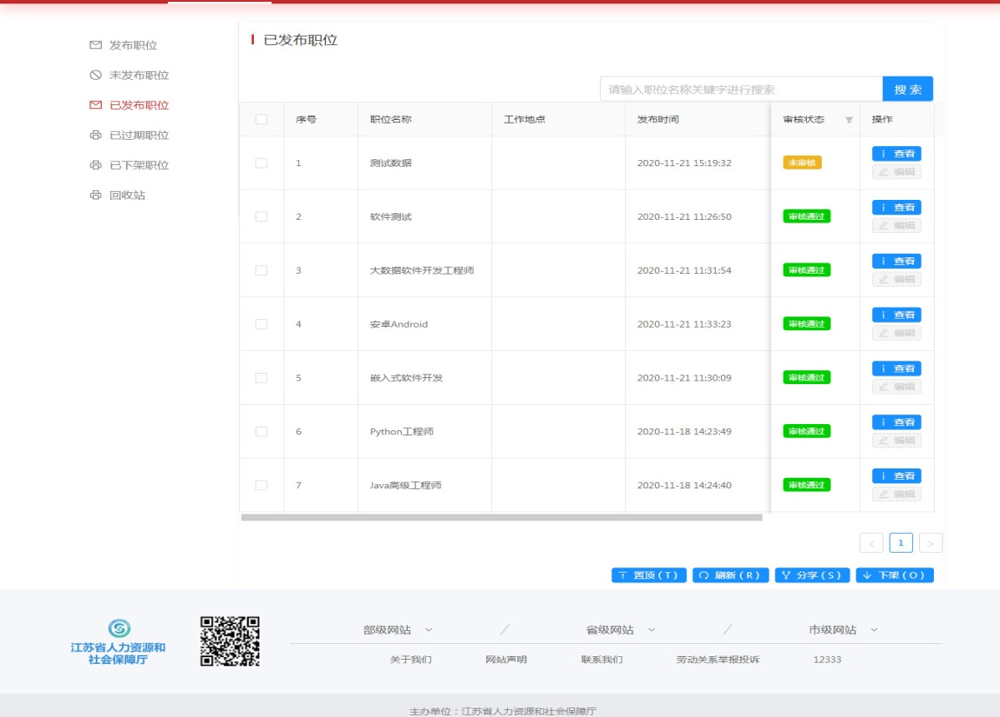 发布职位
未发布职位
已发布职位
已过期职位
已下架职位
回收站
已发布职位
请输入职位名称关键字进行搜索 搜 索
序号 职位名称 工作地点 发布时间 审核状态 操作
1 测试数据 2020-11-21 15:19:32 未审核 查看 编辑
2 软件测试 2020-11-21 11:26:50 审核通过 查看 编辑
3 大数据软件开发工程师 2020-11-21 11:31:54 审核通过 查看 编辑
4 安卓Android 2020-11-21 11:33:23 审核通过 查看 编辑
5 嵌入式软件开发 2020-11-21 11:30:09 审核通过 查看 编辑
6 Python工程师 2020-11-18 14:23:49 审核通过 查看 编辑
7 Java高级工程师 2020-11-18 14:24:40 审核通过 查看 编辑
< 1 >
置顶 ( T ) 刷新 ( R ) 分享 ( S ) 下架 ( O )
江苏省人力资源和
社会保障厅
部级网站 / 省级网站 / 市级网站
关于我们 网站声明 联系我们 劳动关系举报投诉 12333
主办单位：江苏省人力资源和社会保障厅